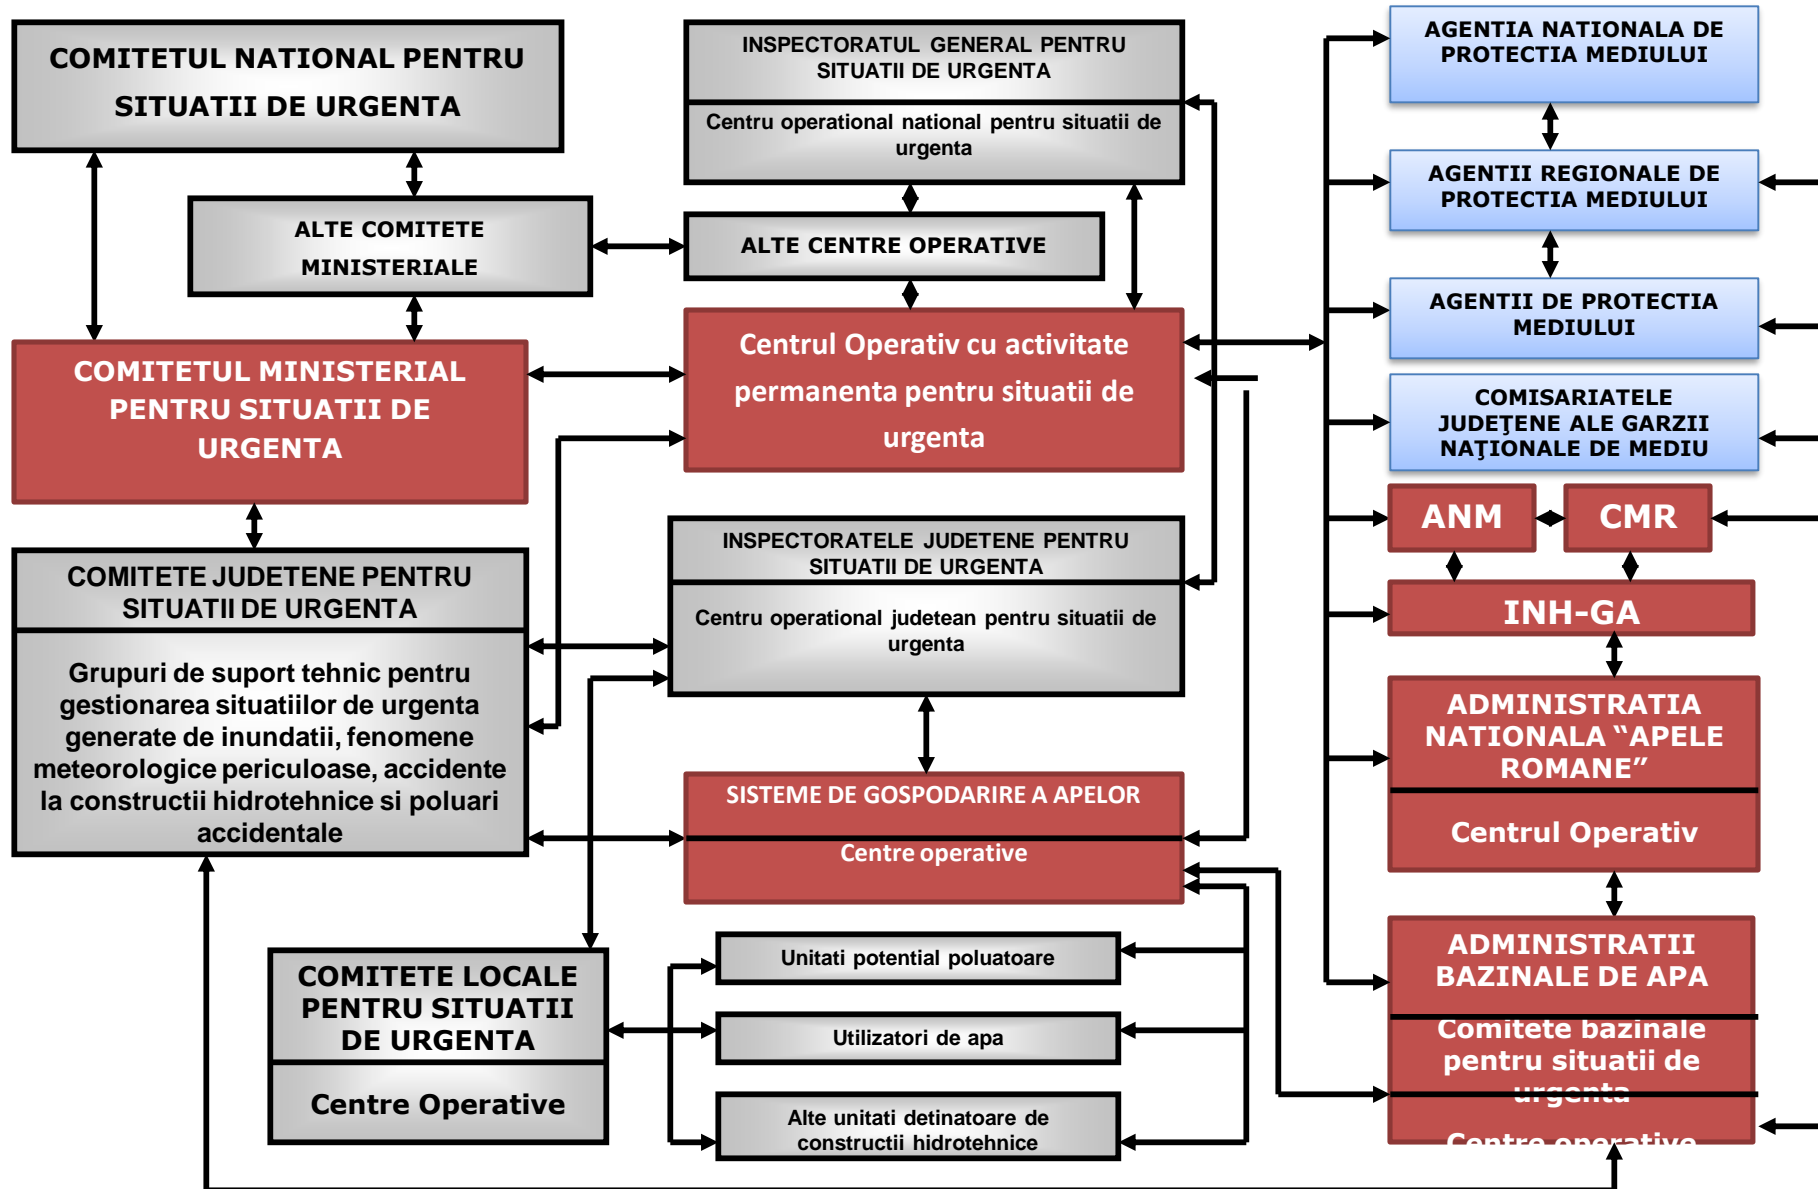 COMITETUL NATIONAL PENTRU
SITUATII DE URGENTA
INSPECTORATUL GENERAL PENTRU
SITUATII DE URGENTA
Centru operational national pentru situatii de
urgenta
ALTE COMITETE
MINISTERIALE
ALTE CENTRE OPERATIVE
COMITETUL MINISTERIAL
PENTRU SITUATII DE
URGENTA
Centrul Operativ cu activitate
permanenta pentru situatii de
urgenta
COMITETE JUDETENE PENTRU
SITUATII DE URGENTA
Grupuri de suport tehnic pentru
gestionarea situatiilor de urgenta
generate de inundatii, fenomene
meteorologice periculoase, accidente
la constructii hidrotehnice si poluari
accidentale
INSPECTORATELE JUDETENE PENTRU
SITUATII DE URGENTA
Centru operational judetean pentru situatii de
urgenta
SISTEME DE GOSPODARIRE A APELOR
Centre operative
COMITETE LOCALE
PENTRU SITUATII
DE URGENTA
Centre Operative
Unitati potential poluatoare
Utilizatori de apa
Alte unitati detinatoare de
constructii hidrotehnice
AGENTIA NATIONALA DE
PROTECTIA MEDIULUI
AGENTII REGIONALE DE
PROTECTIA MEDIULUI
AGENTII DE PROTECTIA
MEDIULUI
COMISARIATELE
JUDEŢENE ALE GARZII
NAŢIONALE DE MEDIU
ANM
CMR
INH-GA
ADMINISTRATIA
NATIONALA “APELE
ROMANE”
Centrul Operativ
ADMINISTRATII
BAZINALE DE APA
Comitete bazinale
pentru situatii de
urgenta
Centre operative